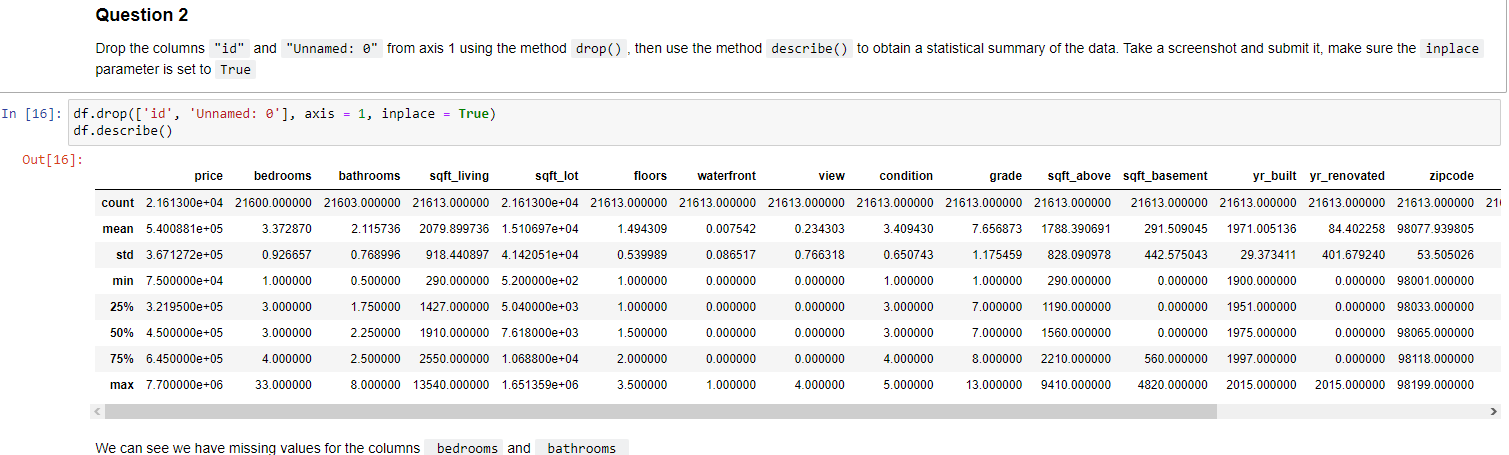 Question 2
Drop the columns "id" and "Unnamed: 0" from axis 1 using the method drop() , then use the method describe() to obtain a statistical summary of the data. Take a screenshot and submit it, make sure the inplace
parameter is set to True
In [16]: df.drop(['id', 'Unnamed: 0'], axis = 1, inplace = True)
df.describe()
Out[16]:
price bedrooms bathrooms sqft_living sqft_lot floors waterfront view condition grade sqft_above sqft_basement yr_built yr_renovated zipcode
count 2.161300e+04 21600.000000 21603.000000 21613.000000 2.161300e+04 21613.000000 21613.000000 21613.000000 21613.000000 21613.000000 21613.000000 21613.000000 21613.000000 21613.000000 21613.000000
mean 5.400881e+05 3.372870 2.115736 2079.899736 1.510697e+04 1.494309 0.007542 0.234303 3.409430 7.656873 1788.390691 291.509045 1971.005136 84.402258 98077.939805
std 3.671272e+05 0.926657 0.768996 918.440897 4.142051e+04 0.539989 0.086517 0.766318 0.650743 1.175459 828.090978 442.575043 29.373411 401.679240 53.505026
min 7.500000e+04 1.000000 0.500000 290.000000 5.200000e+02 1.000000 0.000000 0.000000 1.000000 1.000000 290.000000 0.000000 1900.000000 0.000000 98001.000000
25% 3.219500e+05 3.000000 1.750000 1427.000000 5.040000e+03 1.000000 0.000000 0.000000 3.000000 7.000000 1190.000000 0.000000 1951.000000 0.000000 98033.000000
50% 4.500000e+05 3.000000 2.250000 1910.000000 7.618000e+03 1.500000 0.000000 0.000000 3.000000 7.000000 1560.000000 0.000000 1975.000000 0.000000 98065.000000
75% 6.450000e+05 4.000000 2.500000 2550.000000 1.068800e+04 2.000000 0.000000 0.000000 4.000000 8.000000 2210.000000 560.000000 1997.000000 0.000000 98118.000000
max 7.700000e+06 33.000000 8.000000 13540.000000 1.651359e+06 3.500000 1.000000 4.000000 5.000000 13.000000 9410.000000 4820.000000 2015.000000 2015.000000 98199.000000
We can see we have missing values for the columns bedrooms and bathrooms